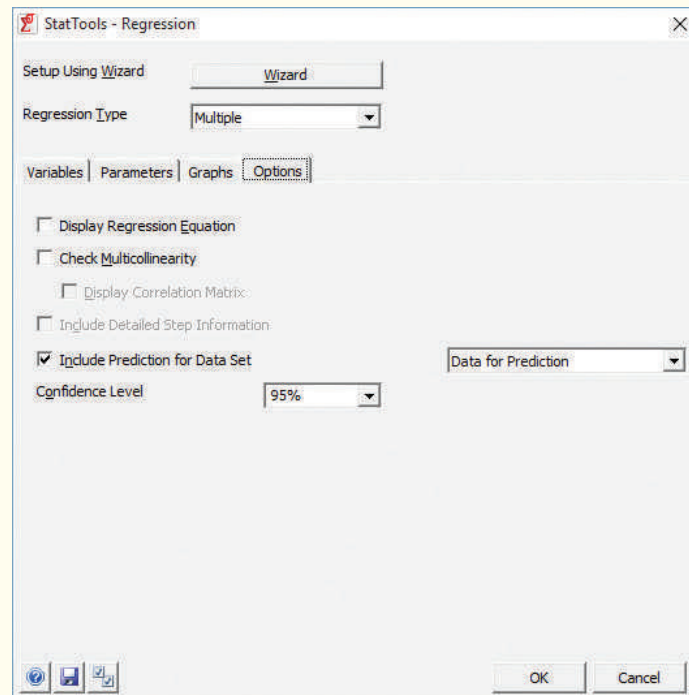 StatTools - Regression
Setup Using Wizard
Wizard
Regression Type
Multiple
Variables
Parameters
Graphs
Options
Display Regression Equation
Check Multicollinearity
Display Correlation Matrix
Include Detailed Step Information
Include Prediction for Data Set
Data for Prediction
Confidence Level
95%
OK
Cancel